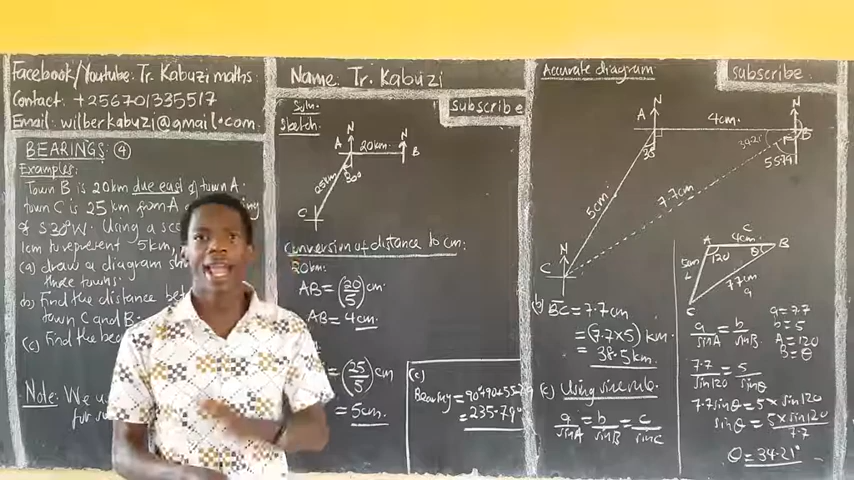 Facebook/Youtube: Tr. Kabuzi maths.
Contact: +256701335517
Email: wilberkabuzi@gmail.com
BEARINGS: 4
Examples:
Town B is 20km due east of town A.
town C is 25km from A
of S30°W. Using a
1cm to represent 5km,
(a) draw a diagram
three towns.
(b) Find the distance
town C and B.
(c) Find the
Note: We
Name: Tr. Kabuzi
subscribe
Soln:
Sketch:
N
N
A
20km
B
25km
30°
C
Conversion of distance to cm:
20km:
AB = (20/5) cm
AB = 4cm.
(25/5) cm
= 5cm.
(c)
Bearing = 90°+90+55.79
= 235.79°
Accurate diagram
subscribe
N
N
A
4cm
B
34.21
55.79
5cm
7.7cm
N
C
C
A
4cm
B
5cm
120
θ
b
7.7cm
a
C
(b) BC = 7.7cm
= (7.7×5) km
= 38.5km.
(c) Using sine rule.
a/sinA = b/sinB = c/sinC
a/sinA = b/sinB
a = 7.7
b = 5
A = 120
B = θ
7.7/sin120 = 5/sinθ
7.7sinθ = 5 × sin120
sinθ = 5×sin120/7.7
θ = 34.21°